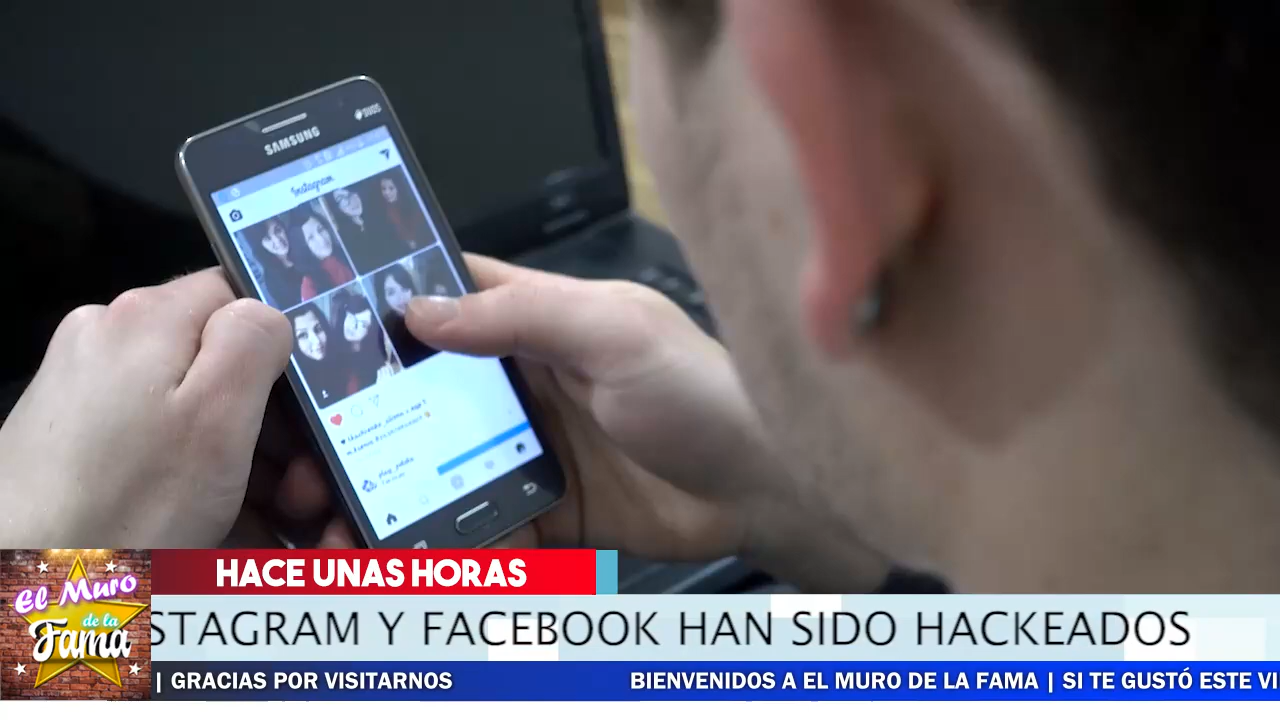 SAMSUNG
DUOS
Instagram
HACE UNAS HORAS
El Muro
de la
Fama
STAGRAM Y FACEBOOK HAN SIDO HACKEADOS
| GRACIAS POR VISITARNOS BIENVENIDOS A EL MURO DE LA FAMA | SI TE GUSTÓ ESTE VI